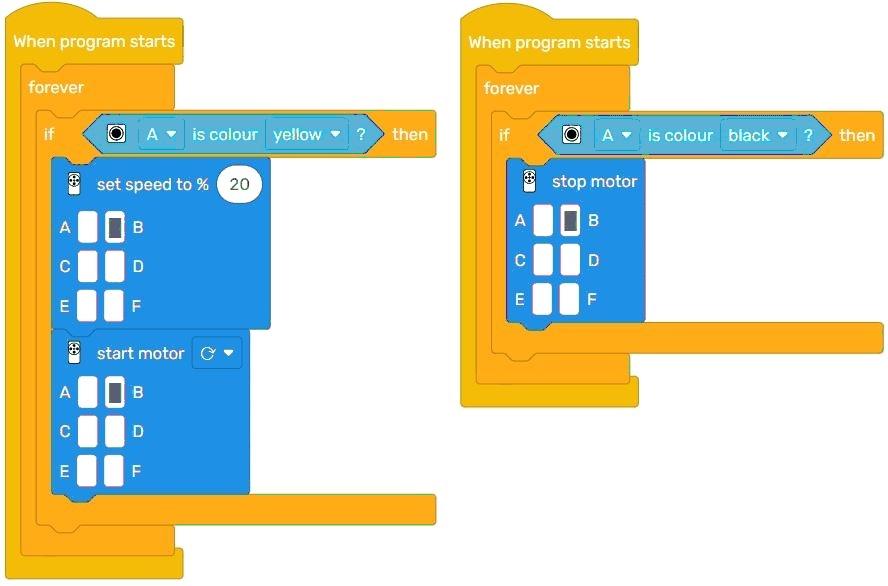 When program starts
forever
if A is colour yellow ? then
set speed to % 20
A B
C D
E F
start motor
A B
C D
E F
When program starts
forever
if A is colour black ? then
stop motor
A B
C D
E F